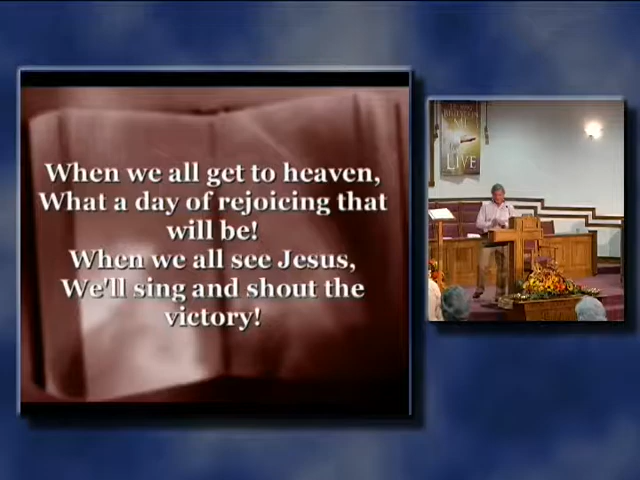 When we all get to heaven,
What a day of rejoicing that
will be!
When we all see Jesus,
We'll sing and shout the
victory!
LIVE